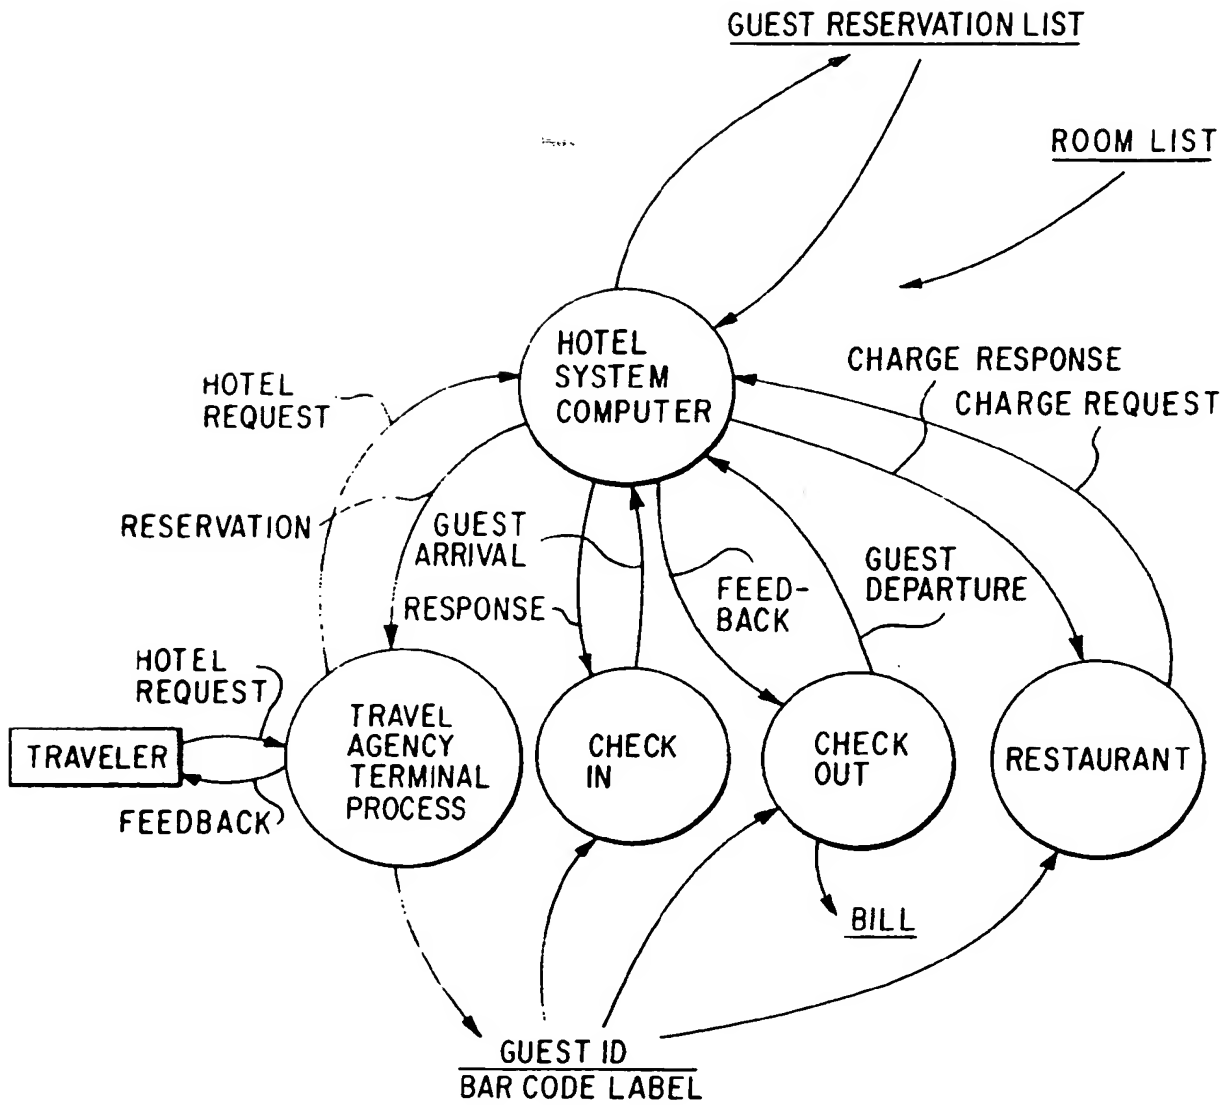 GUEST RESERVATION LIST
ROOM LIST
HOTEL
SYSTEM
COMPUTER
CHARGE RESPONSE
CHARGE REQUEST
HOTEL
REQUEST
RESERVATION
GUEST
ARRIVAL
RESPONSE
FEED-
BACK
GUEST
DEPARTURE
HOTEL
REQUEST
TRAVELER
FEEDBACK
TRAVEL
AGENCY
TERMINAL
PROCESS
CHECK
IN
CHECK
OUT
RESTAURANT
BILL
GUEST ID
BAR CODE LABEL